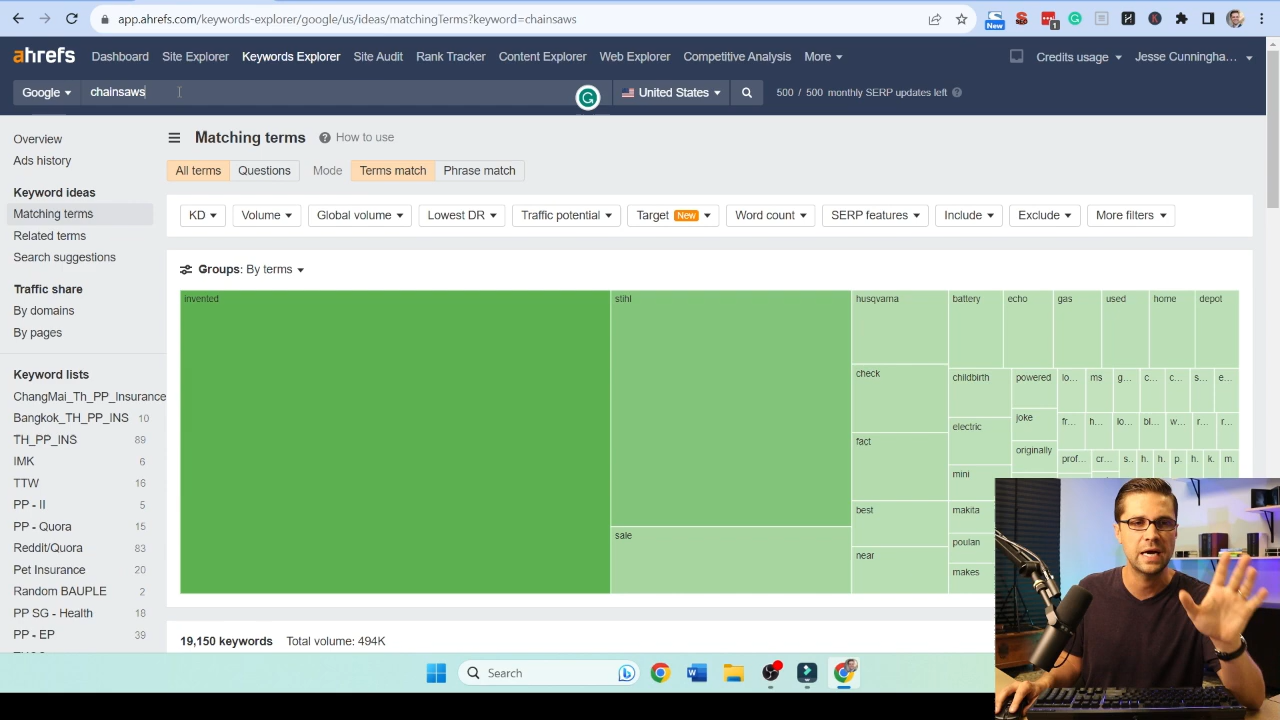 app.ahrefs.com/keywords-explorer/google/us/ideas/matchingTerms?keyword=chainsaws
New
1
ahrefs Dashboard Site Explorer Keywords Explorer Site Audit Rank Tracker Content Explorer Web Explorer Competitive Analysis More Credits usage Jesse Cunningha...
Google chainsaws United States 500 / 500 monthly SERP updates left
Overview
Ads history
Keyword ideas
Matching terms
Related terms
Search suggestions
Traffic share
By domains
By pages
Keyword lists
ChangMai_Th_PP_Insurance
Bangkok_TH_PP_INS 10
TH_PP_INS 89
IMK 6
TTW 16
PP - II 5
PP - Quora 15
Reddit/Quora 83
Pet Insurance 20
Random BAUPLE 2
PP SG - Health 18
PP - EP 39
Matching terms How to use
All terms Questions Mode Terms match Phrase match
KD Volume Global volume Lowest DR Traffic potential Target New Word count SERP features Include Exclude More filters
Groups: By terms
invented stihl husqvarna battery echo gas used home depot
check childbirth powered lo... ms g... c... c... s... e...
joke fr... h... lo... bl... w... r... r...
fact electric originally prof... cr... s.. h. h. p. h. k. m.
mini
best makita
sale near poulan
makes
19,150 keywords Total volume: 494K
Search